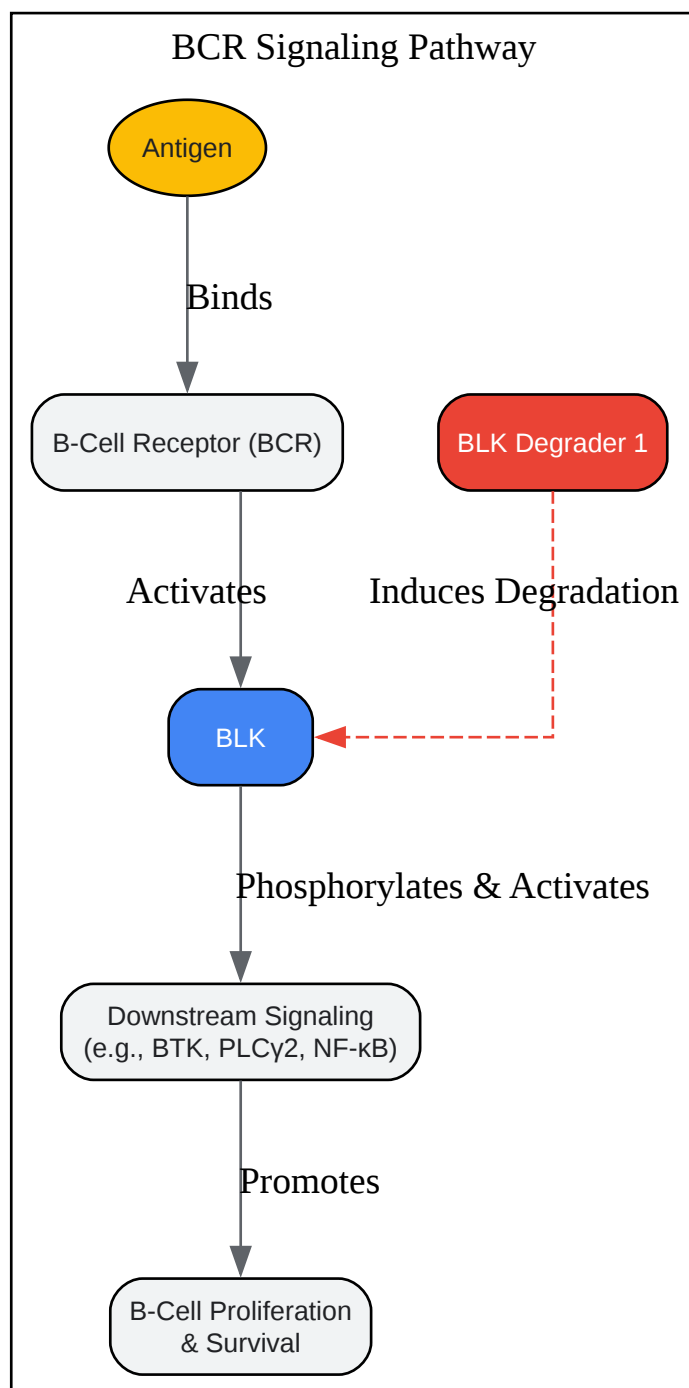 BCR Signaling Pathway
Antigen
Binds
B-Cell Receptor (BCR)
BLK Degrader 1
Activates
Induces Degradation
BLK
Phosphorylates & Activates
Downstream Signaling
(e.g., BTK, PLCγ2, NF-κB)
Promotes
B-Cell Proliferation
& Survival